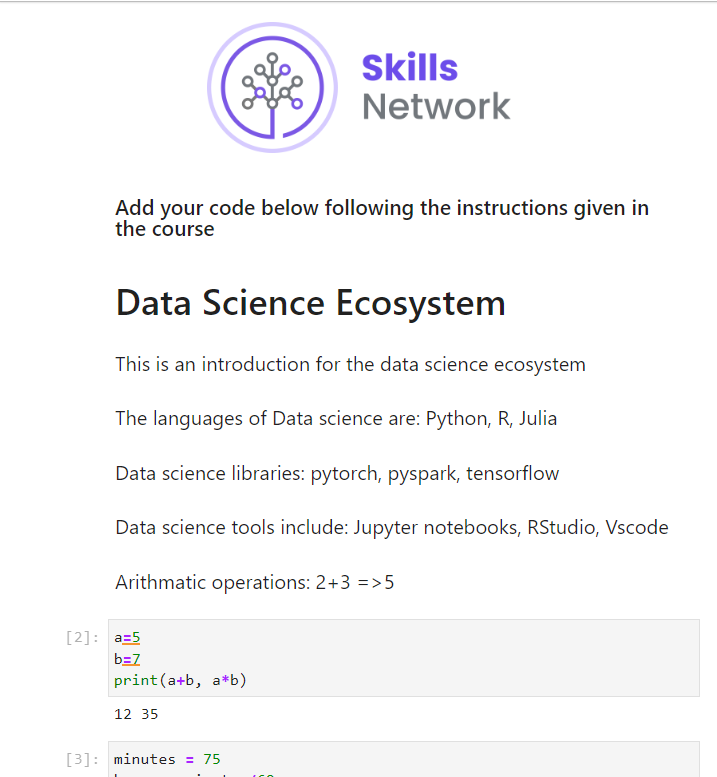 Skills
Network
Add your code below following the instructions given in
the course
Data Science Ecosystem
This is an introduction for the data science ecosystem
The languages of Data science are: Python, R, Julia
Data science libraries: pytorch, pyspark, tensorflow
Data science tools include: Jupyter notebooks, RStudio, Vscode
Arithmatic operations: 2+3 =>5
[2]: a=5
b=7
print(a+b, a*b)
12 35
[3]: minutes = 75